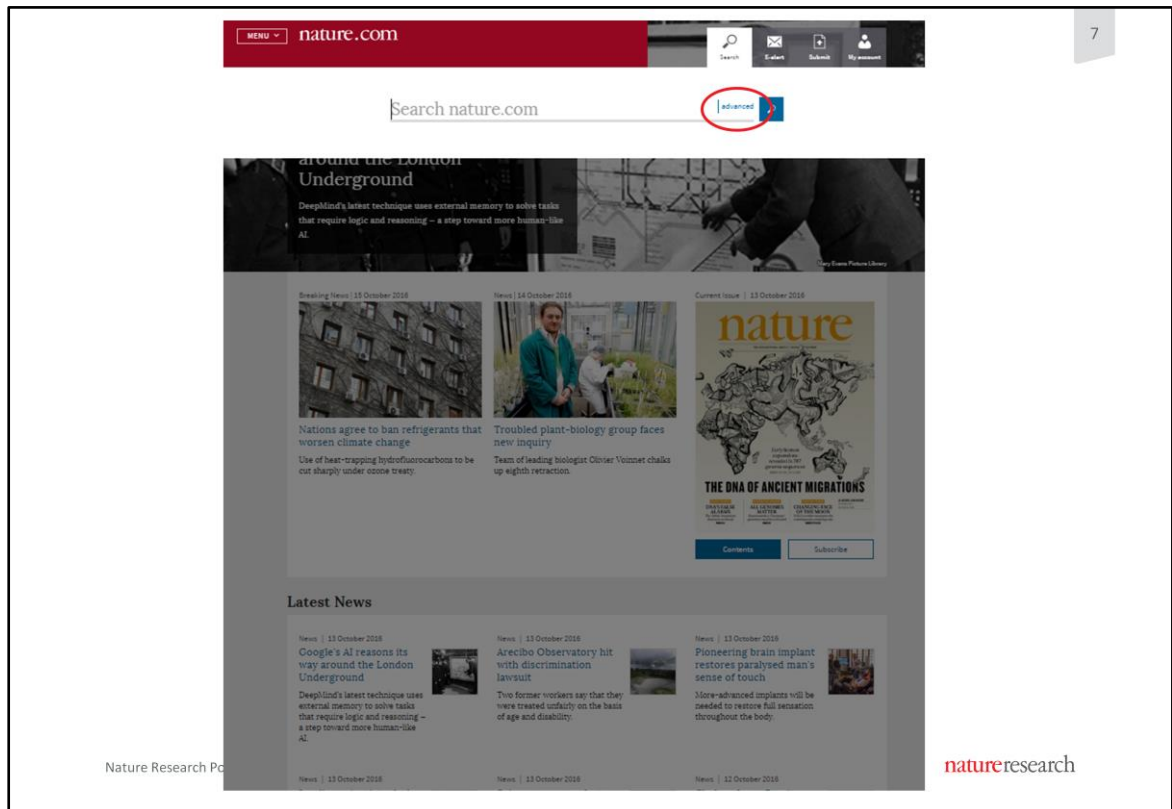 7
MENU
nature.com
Search
E-alert
Submit
My account
Search nature.com
advanced
around the London
Underground
DeepMind's latest technique uses external memory to solve tasks
that require logic and reasoning – a step toward more human-like
AI.
Mary Evans Picture Library
Breaking News | 15 October 2016
Nations agree to ban refrigerants that
worsen climate change
Use of heat-trapping hydrofluorocarbons to be
cut sharply under ozone treaty.
News | 14 October 2016
Troubled plant-biology group faces
new inquiry
Team of leading biologist Olivier Voinnet chalks
up eighth retraction.
Current Issue | 13 October 2016
nature
THE DNA OF ANCIENT MIGRATIONS
Contents
Subscribe
Latest News
News | 13 October 2016
Google's AI reasons its
way around the London
Underground
DeepMind's latest technique uses
external memory to solve tasks
that require logic and reasoning –
a step toward more human-like
AI.
News | 13 October 2016
Arecibo Observatory hit
with discrimination
lawsuit
Two former workers say that they
were treated unfairly on the basis
of age and disability.
News | 13 October 2016
Pioneering brain implant
restores paralysed man's
sense of touch
More-advanced implants will be
needed to restore full sensation
throughout the body.
News | 13 October 2016
News | 13 October 2016
News | 12 October 2016
Nature Research Po
natureresearch